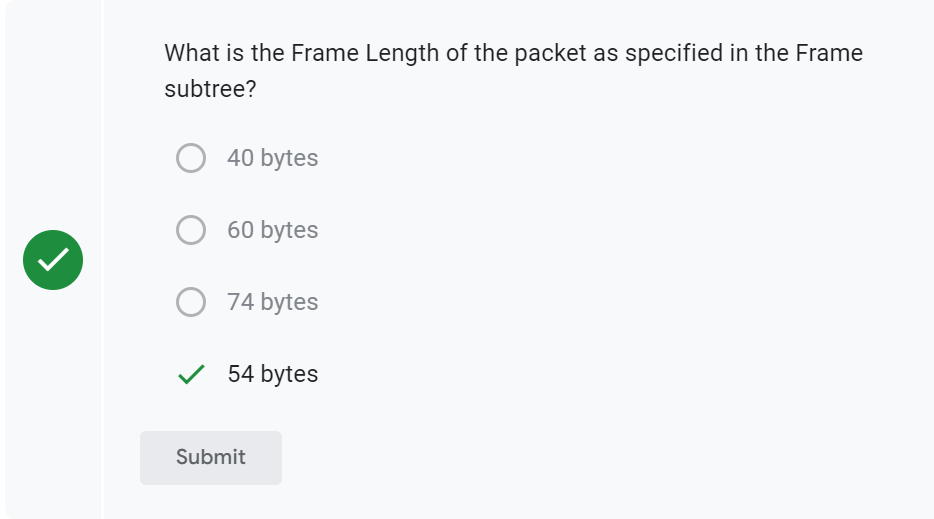 What is the Frame Length of the packet as specified in the Frame
subtree?
40 bytes
60 bytes
74 bytes
54 bytes
Submit